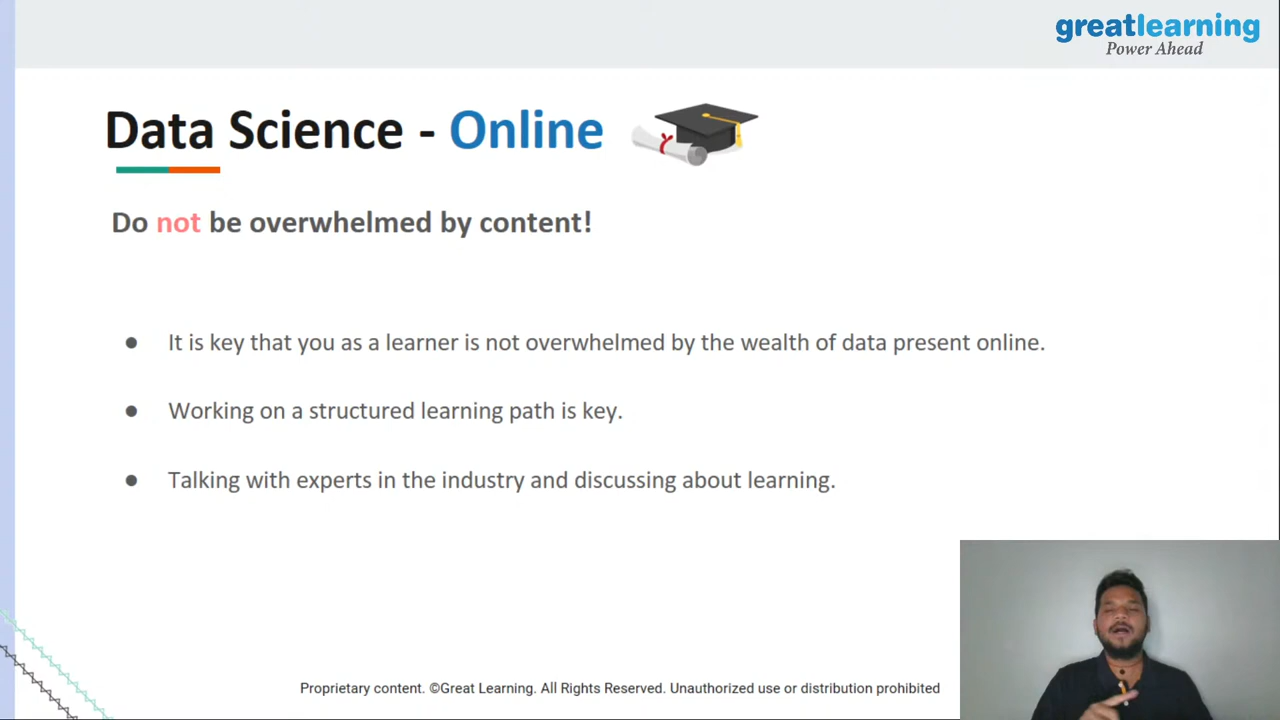 greatlearning
Power Ahead
Data Science - Online
Do not be overwhelmed by content!
● It is key that you as a learner is not overwhelmed by the wealth of data present online.
● Working on a structured learning path is key.
● Talking with experts in the industry and discussing about learning.
Proprietary content. ©Great Learning. All Rights Reserved. Unauthorized use or distribution prohibited